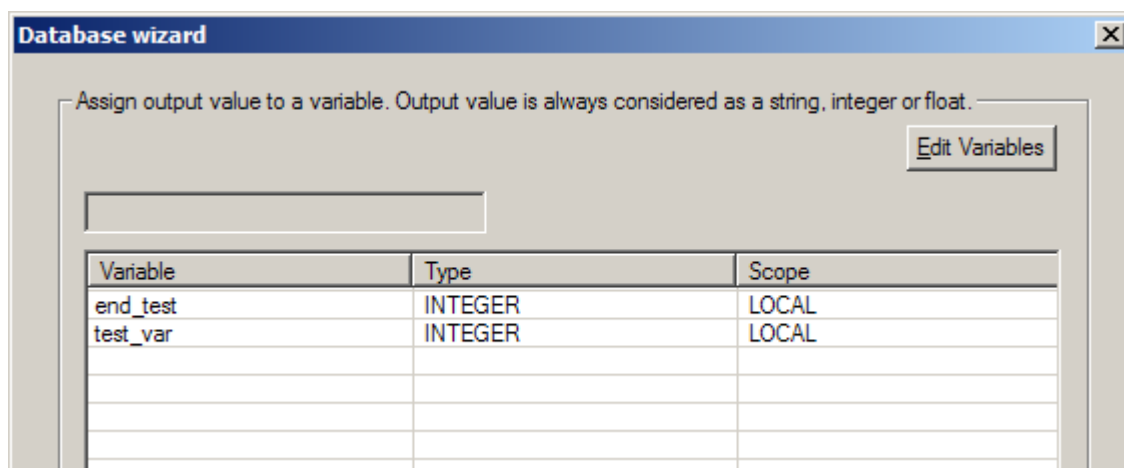 Database wizard
Assign output value to a variable. Output value is always considered as a string, integer or float.
Edit Variables
Variable Type Scope
end_test INTEGER LOCAL
test_var INTEGER LOCAL